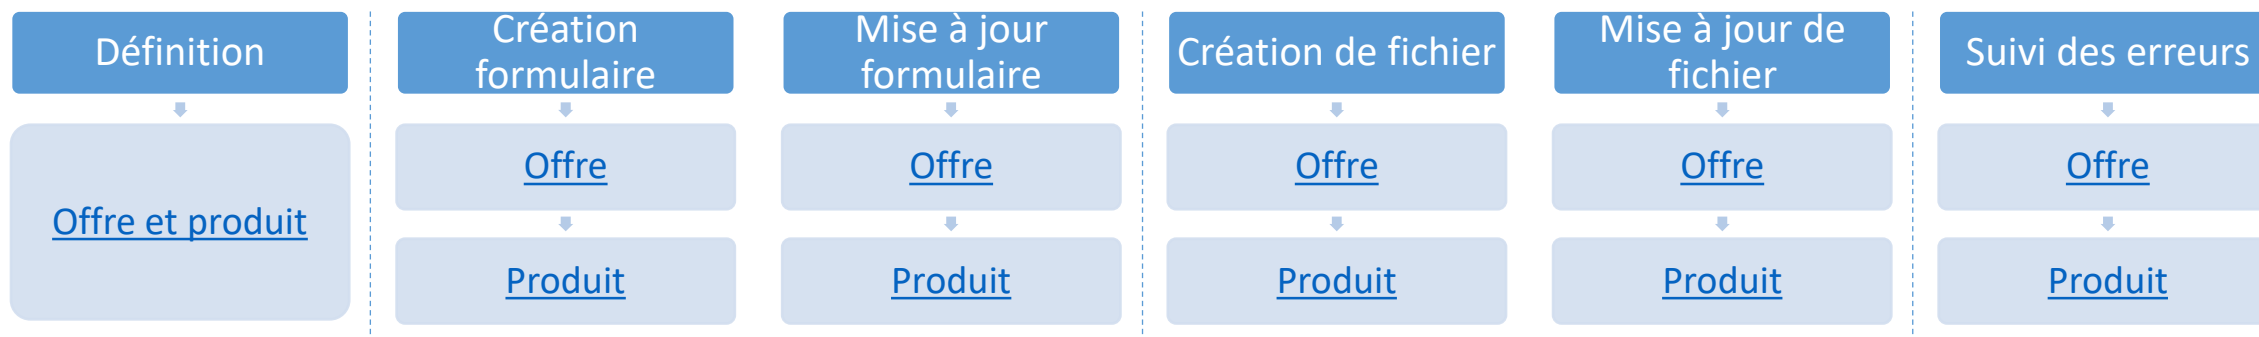 Définition
Offre et produit
Création
formulaire
Offre
Produit
Mise à jour
formulaire
Offre
Produit
Création de fichier
Offre
Produit
Mise à jour de
fichier
Offre
Produit
Suivi des erreurs
Offre
Produit